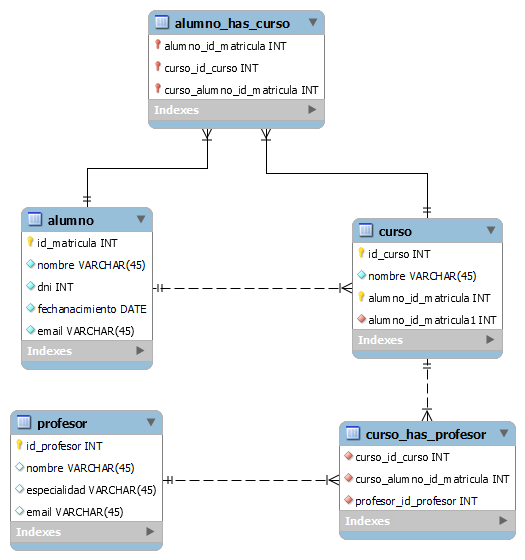 alumno_has_curso
alumno_id_matricula INT
curso_id_curso INT
curso_alumno_id_matricula INT
Indexes
alumno
id_matricula INT
nombre VARCHAR(45)
dni INT
fechanacimiento DATE
email VARCHAR(45)
Indexes
curso
id_curso INT
nombre VARCHAR(45)
alumno_id_matricula INT
alumno_id_matricula1 INT
Indexes
profesor
id_profesor INT
nombre VARCHAR(45)
especialidad VARCHAR(45)
email VARCHAR(45)
Indexes
curso_has_profesor
curso_id_curso INT
curso_alumno_id_matricula INT
profesor_id_profesor INT
Indexes